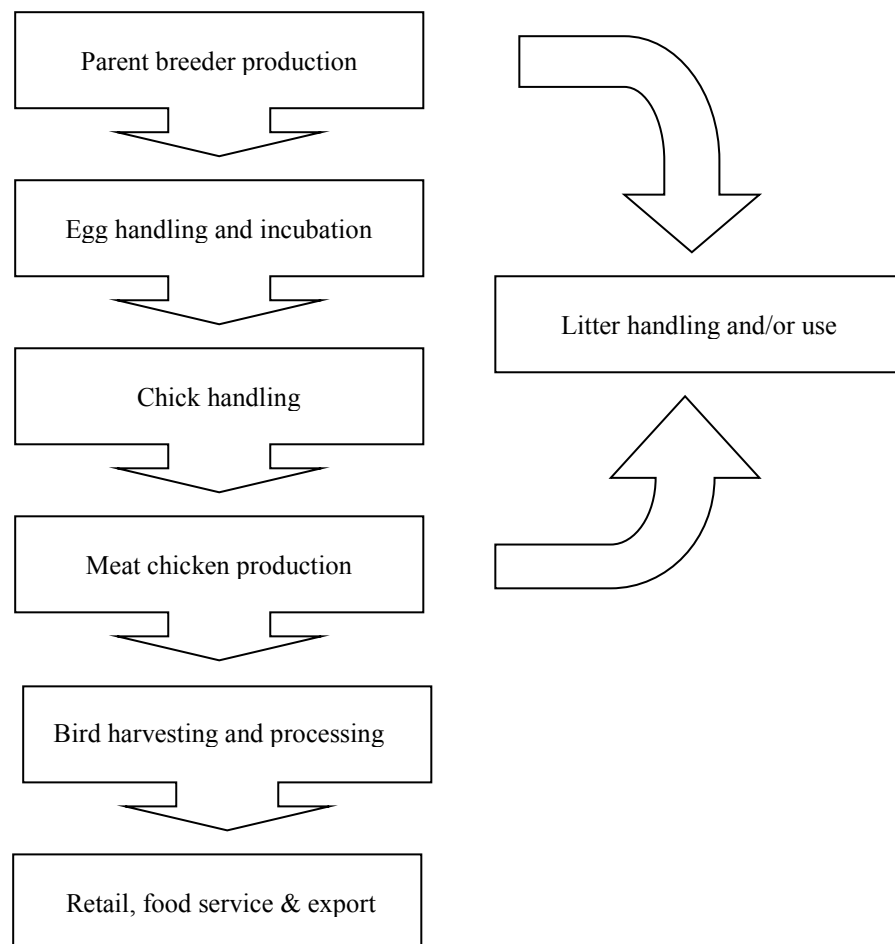 Parent breeder production
Egg handling and incubation
Chick handling
Meat chicken production
Bird harvesting and processing
Retail, food service & export
Litter handling and/or use